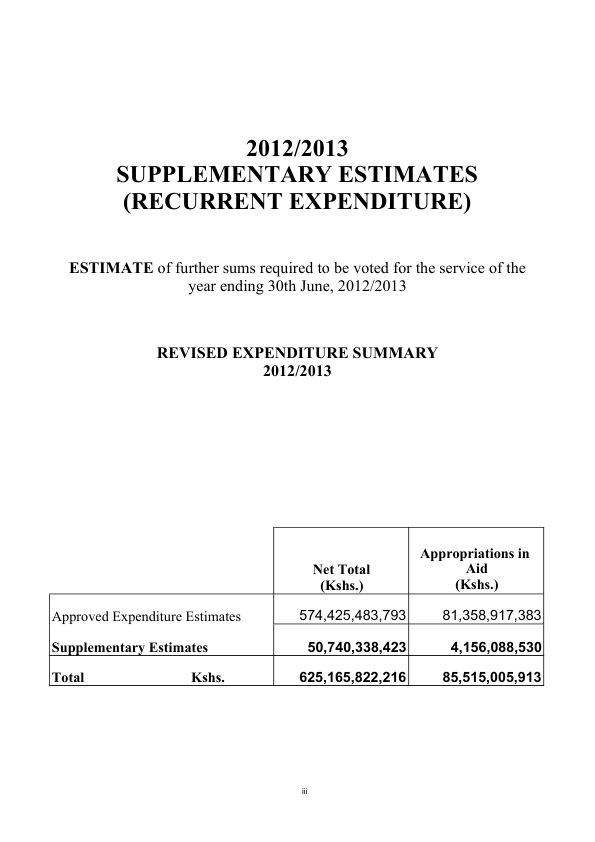 2012/2013
SUPPLEMENTARY ESTIMATES
(RECURRENT EXPENDITURE)
ESTIMATE of further sums required to be voted for the service of the
year ending 30th June, 2012/2013
REVISED EXPENDITURE SUMMARY
2012/2013
Net Total
(Kshs.)
Appropriations in
Aid
(Kshs.)
Approved Expenditure Estimates 574,425,483,793 81,358,917,383
Supplementary Estimates 50,740,338,423 4,156,088,530
Total Kshs. 625,165,822,216 85,515,005,913
iii